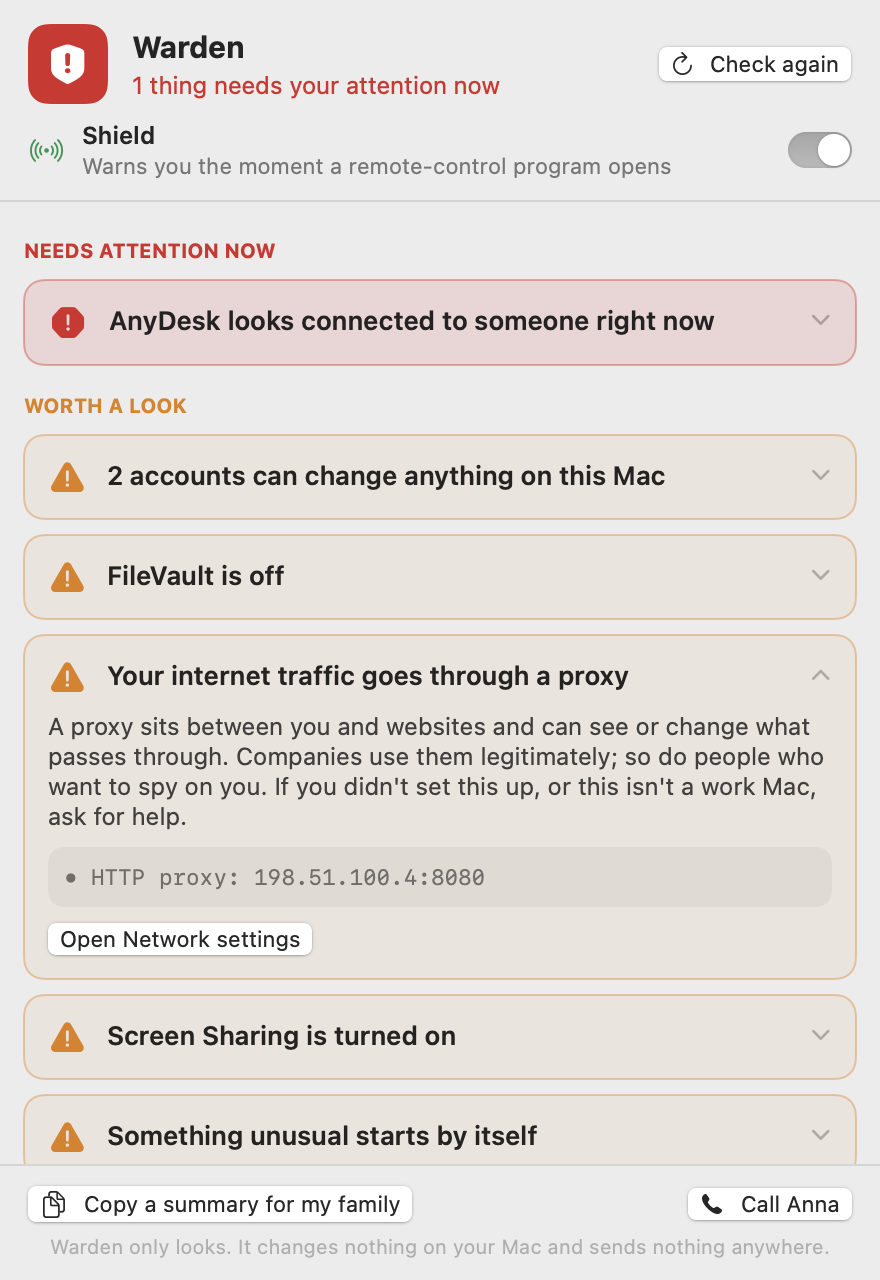 Warden
1 thing needs your attention now
Check again
Shield
Warns you the moment a remote-control program opens
NEEDS ATTENTION NOW
AnyDesk looks connected to someone right now
WORTH A LOOK
2 accounts can change anything on this Mac
FileVault is off
Your internet traffic goes through a proxy
A proxy sits between you and websites and can see or change what
passes through. Companies use them legitimately; so do people who
want to spy on you. If you didn't set this up, or this isn't a work Mac,
ask for help.
• HTTP proxy: 198.51.100.4:8080
Open Network settings
Screen Sharing is turned on
Something unusual starts by itself
Copy a summary for my family
Call Anna
Warden only looks. It changes nothing on your Mac and sends nothing anywhere.